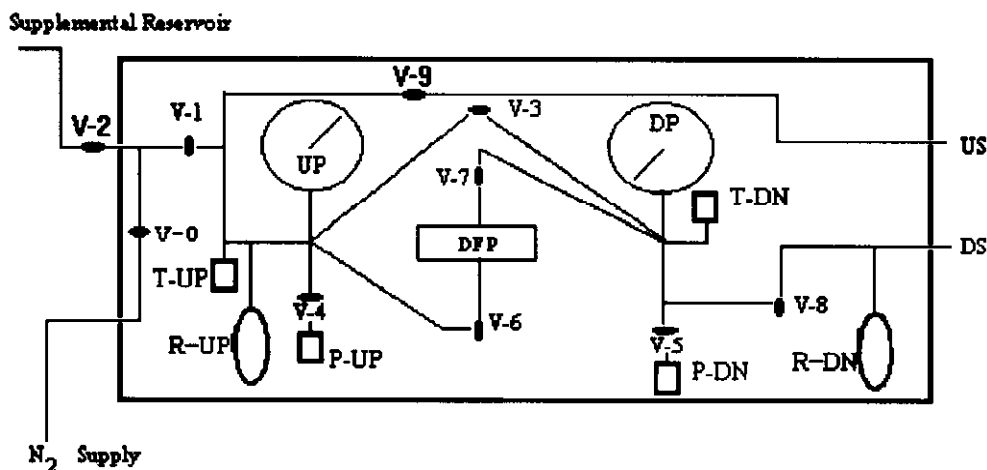 Supplemental Reservoir
V-9
V-1
V-3
V-2
UP
DP
US
V-7
T-DN
V-0
DFP
DS
T-UP
V-4
V-6
V-8
R-UP
P-UP
V-5
P-DN
R-DN
N2 Supply